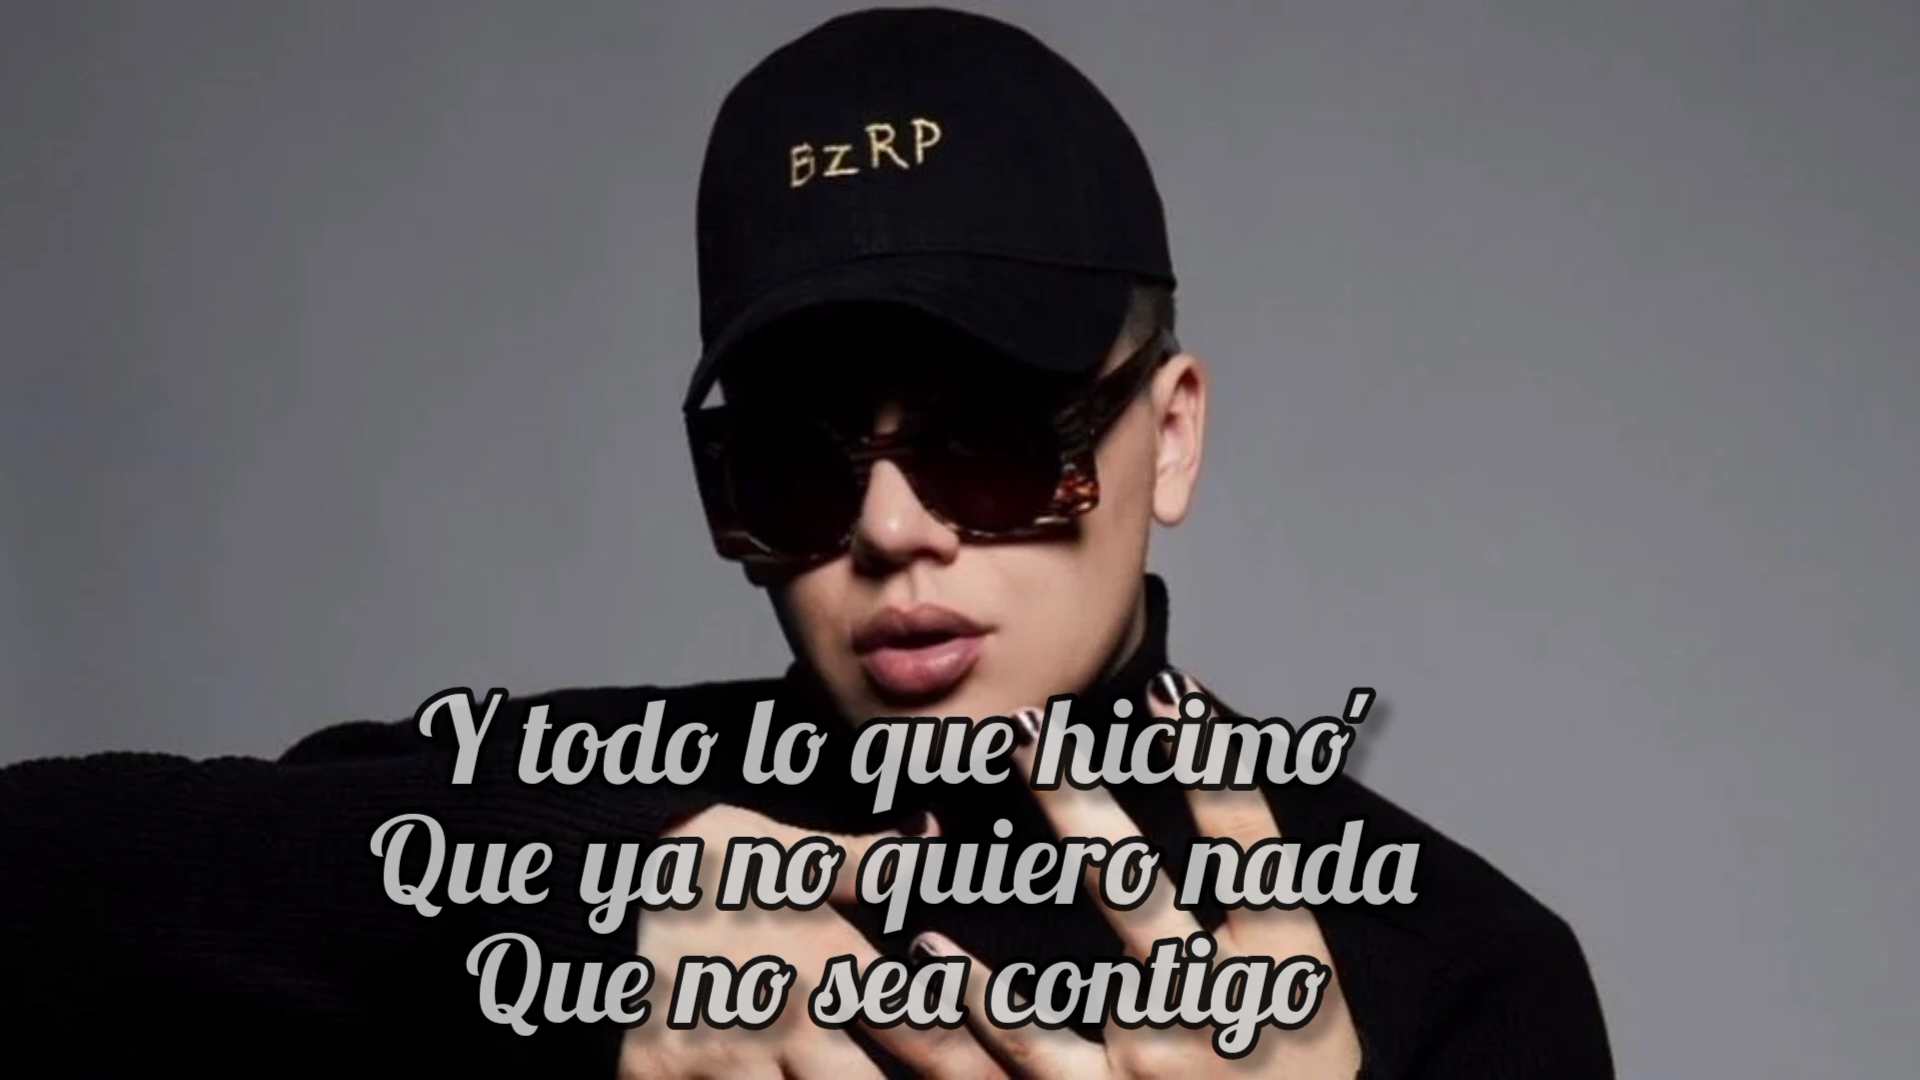 BZRP
Y todo lo que hicimo'
Que ya no quiero nada
Que no sea contigo